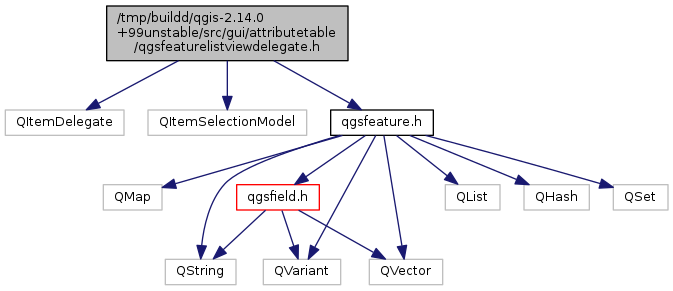 /tmp/buildd/qgis-2.14.0
+99unstable/src/gui/attributetable
/qgsfeaturelistviewdelegate.h
QItemDelegate
QItemSelectionModel
qgsfeature.h
QMap
qgsfield.h
QList
QHash
QSet
QString
QVariant
QVector